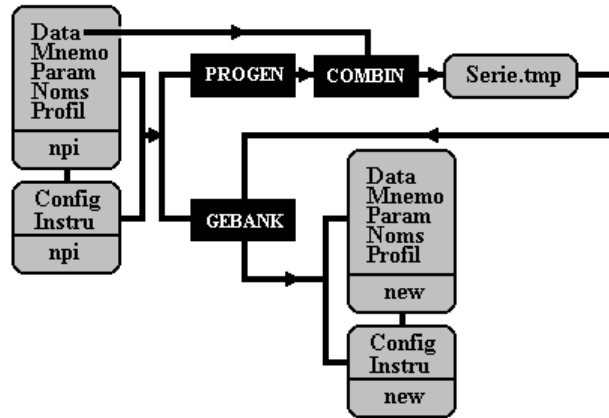 Data
Mnemo
Param
Noms
Profil
npi
Config
Instru
npi
PROGEN
COMBIN
Serie.tmp
GEBANK
Data
Mnemo
Param
Noms
Profil
new
Config
Instru
new